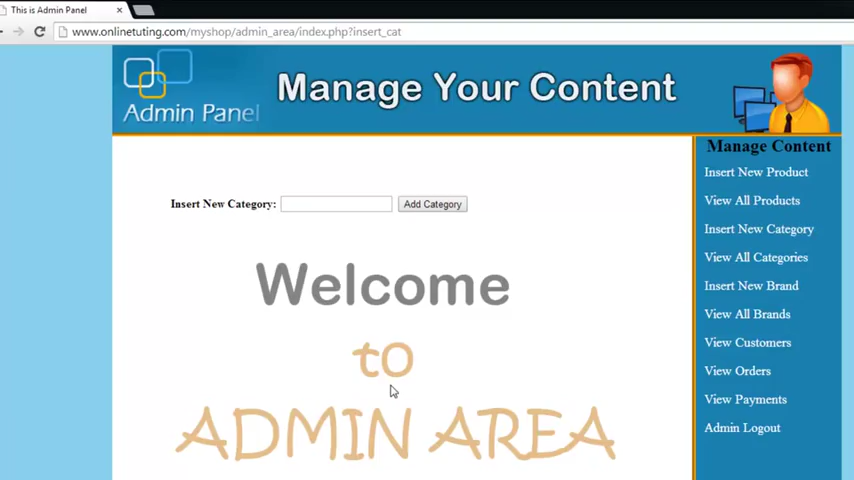 This is Admin Panel
www.onlinetuting.com/myshop/admin_area/index.php?insert_cat
Admin Panel
Manage Your Content
Manage Content
Insert New Product
View All Products
Insert New Category
View All Categories
Insert New Brand
View All Brands
View Customers
View Orders
View Payments
Admin Logout
Insert New Category:
Add Category
Welcome
to
ADMIN AREA